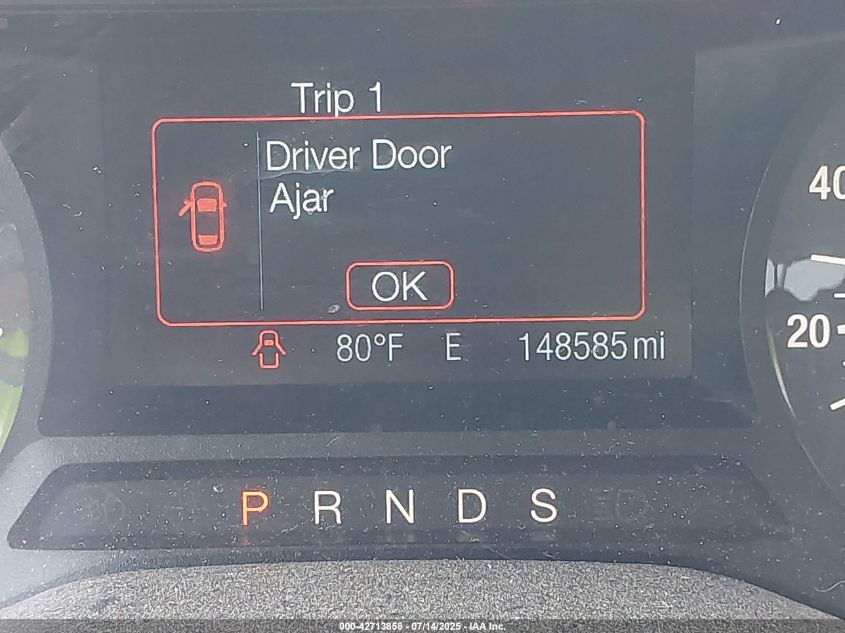 Trip 1
Driver Door
Ajar
OK
80°F E 148585 mi
40
20
P R N D S
000-42713858 - 07/14/2025 - IAA Inc.